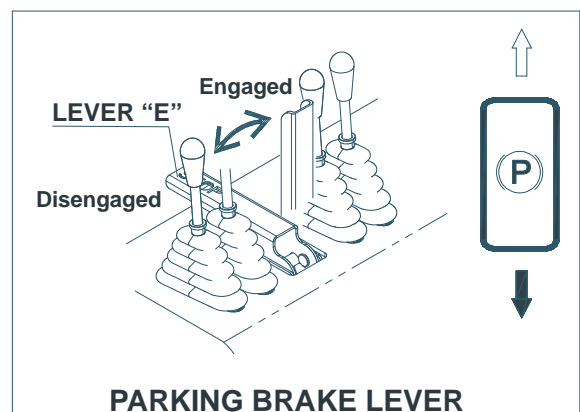 Engaged
LEVER “E”
Disengaged
P
PARKING BRAKE LEVER